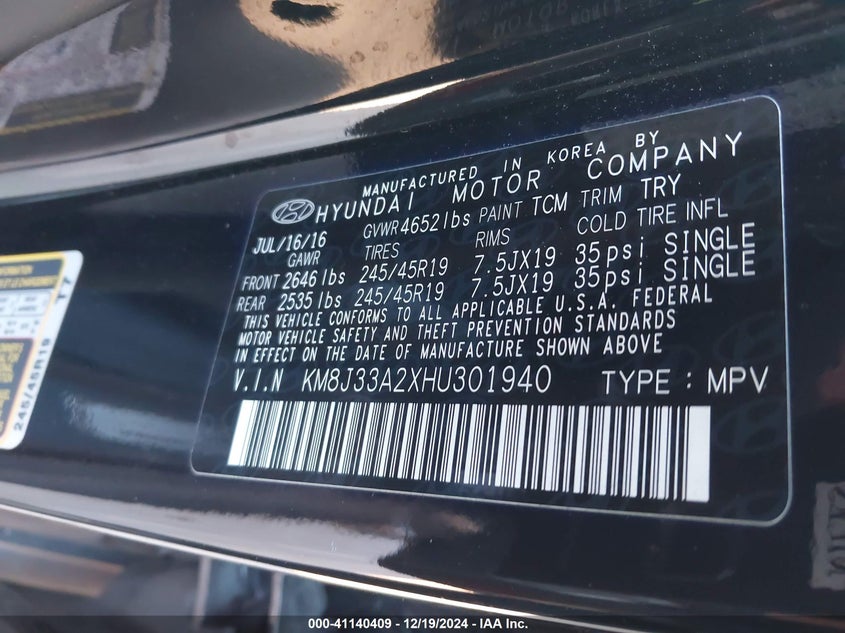 MANUFACTURED IN KOREA BY
HYUNDAI MOTOR COMPANY
JUL/16/16 GVWR 4652 lbs PAINT TCM TRIM TRY
GAWR TIRES RIMS COLD TIRE INFL
FRONT 2646 lbs 245/45R19 7.5JX19 35 psi SINGLE
REAR 2535 lbs 245/45R19 7.5JX19 35 psi SINGLE
THIS VEHICLE CONFORMS TO ALL APPLICABLE U.S.A. FEDERAL
MOTOR VEHICLE SAFETY AND THEFT PREVENTION STANDARDS
IN EFFECT ON THE DATE OF MANUFACTURE SHOWN ABOVE
V.I.N KM8J33A2XHU301940 TYPE : MPV
245/45R19
000-41140409 - 12/19/2024 - IAA Inc.